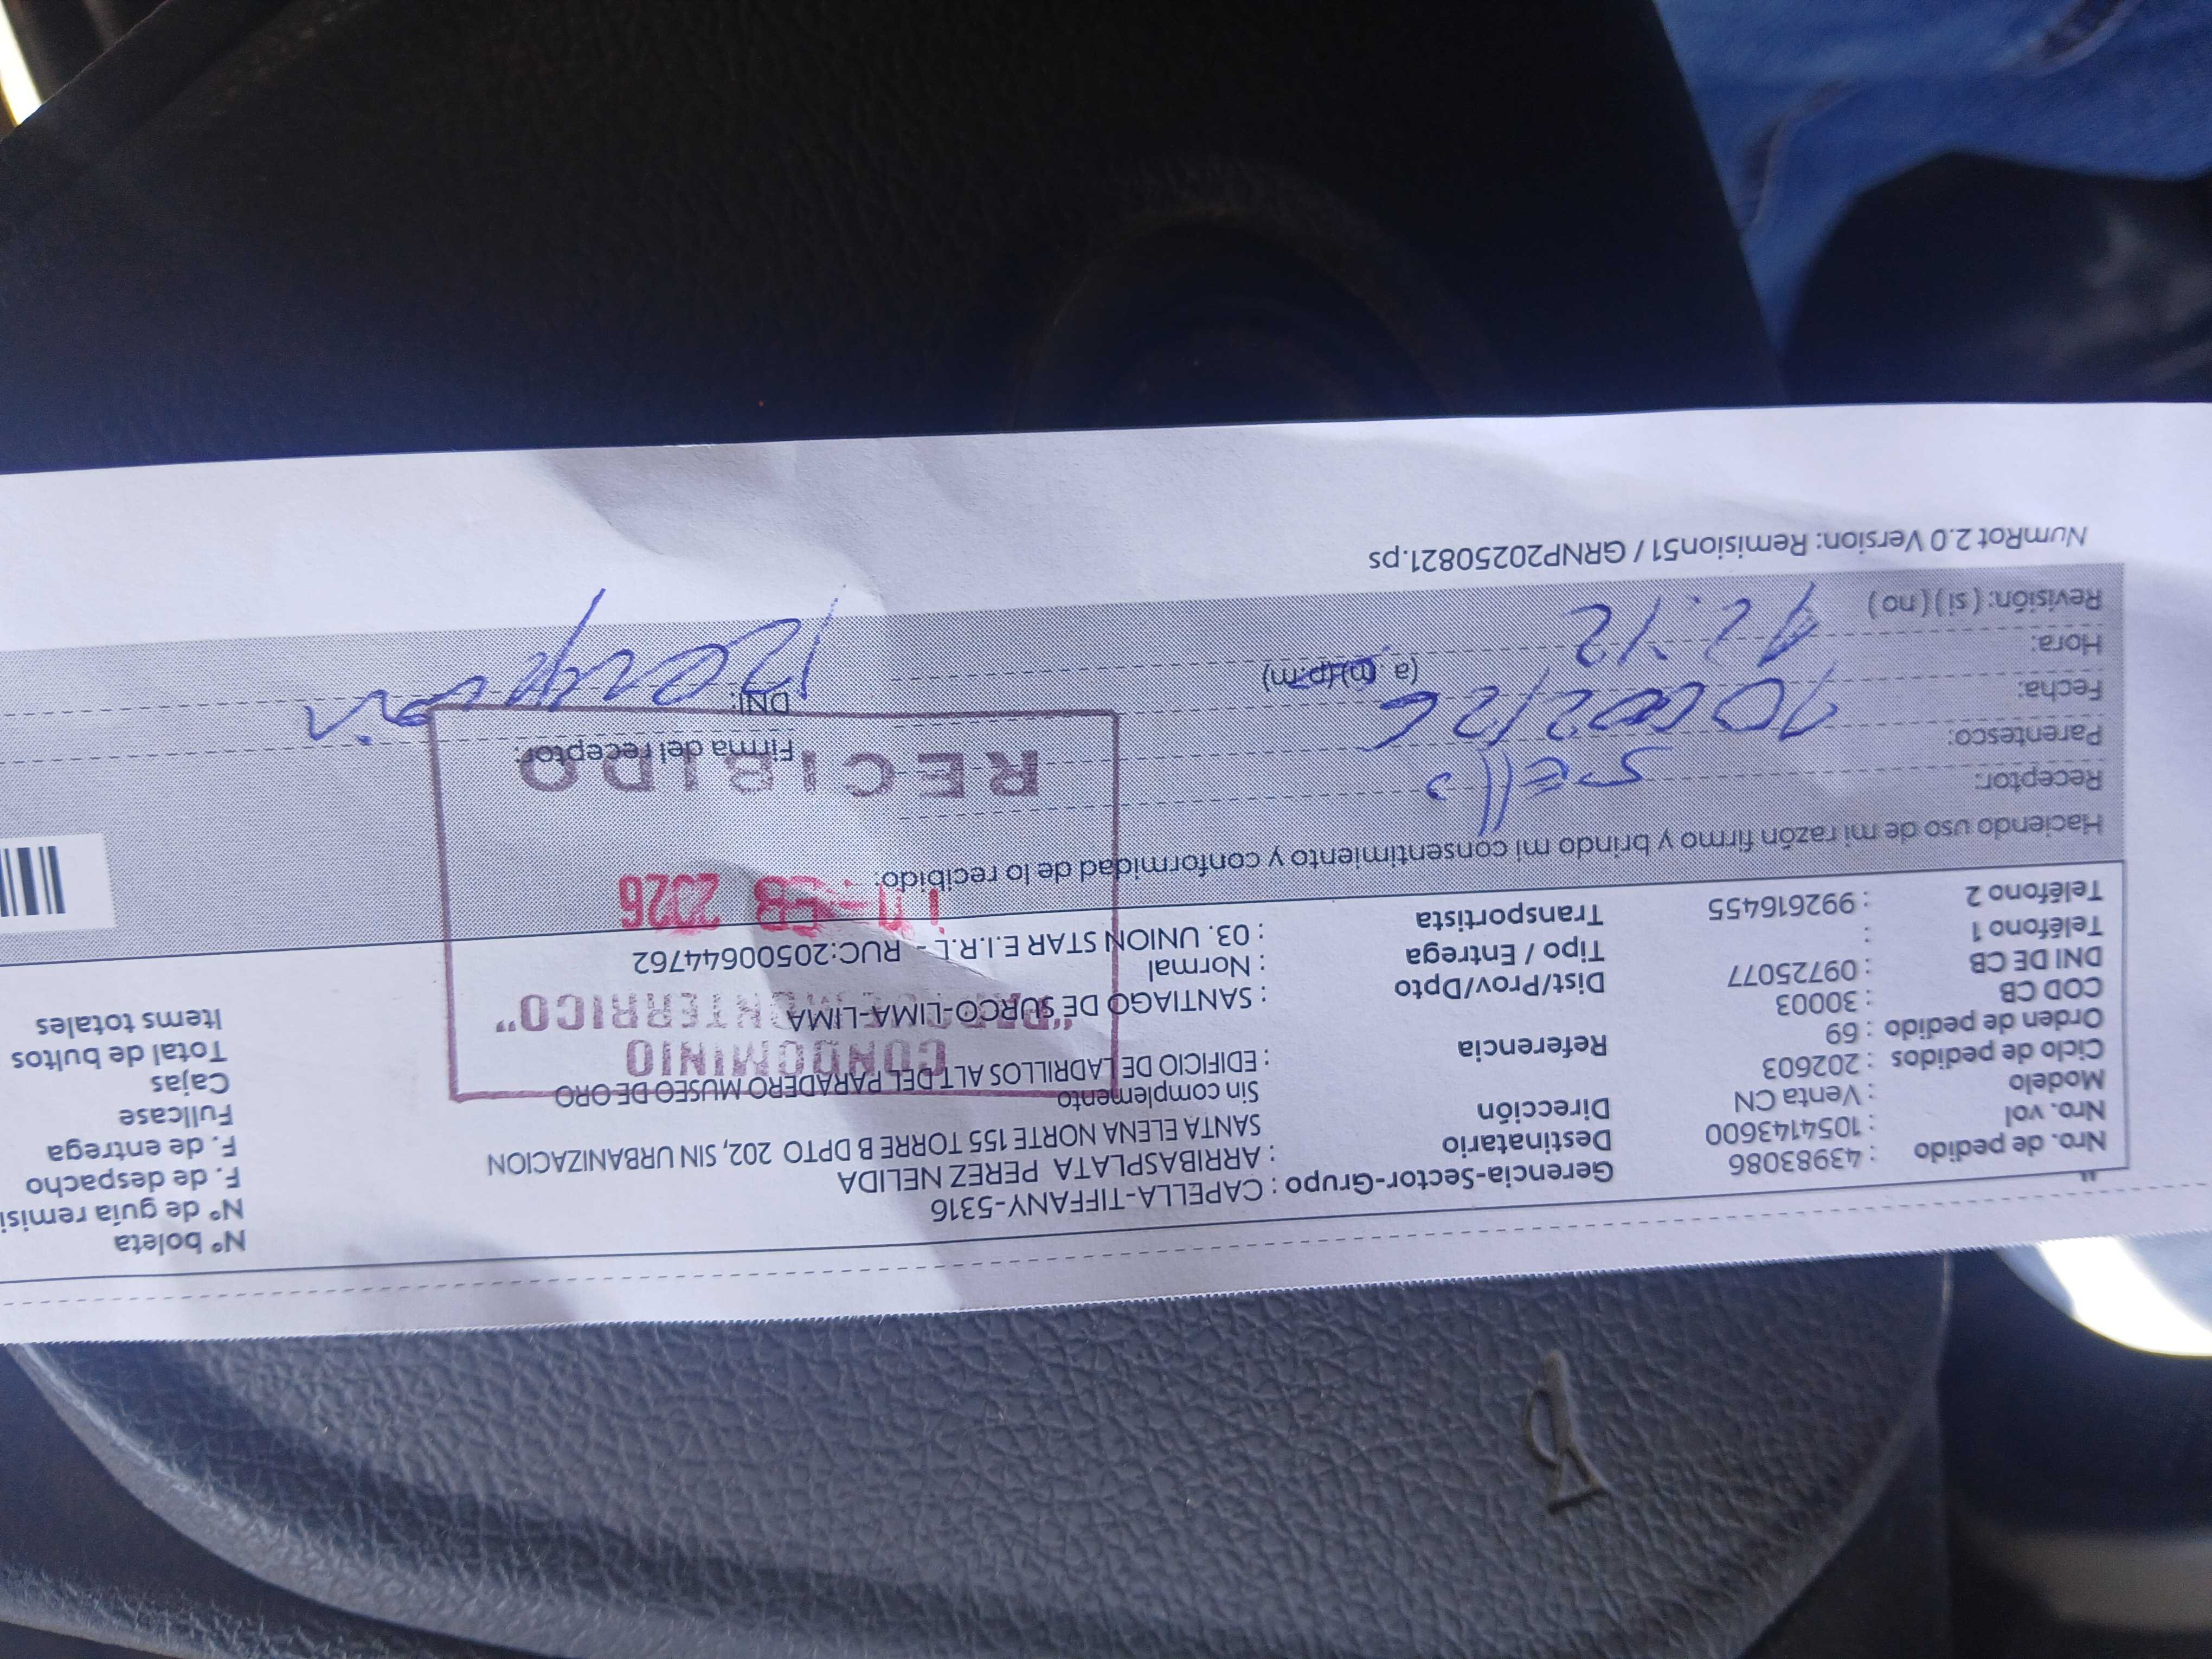 Nº boleta
Nº de guía remisi
F. de despacho
F. de entrega
Fullcase
Cajas
Total de bultos
Items totales
Nro. de pedido : 43983086
Nro. vol : 1054143600
Modelo : Venta CN
Ciclo de pedidos : 202603
Orden de pedido : 69
COD CB : 30003
DNI DE CB : 09725077
Teléfono 1 :
Teléfono 2 : 992616455
Gerencia-Sector-Grupo : CAPELLA-TIFFANY-5316
Destinatario : ARRIBASPLATA PEREZ NELIDA
Dirección SANTA ELENA NORTE 155 TORRE B DPTO 202, SIN URBANIZACION
Sin complemento
Referencia : EDIFICIO DE LADRILLOS ALT DEL PARADERO MUSEO DE ORO
Dist/Prov/Dpto : SANTIAGO DE SURCO-LIMA-LIMA
Tipo / Entrega : Normal
Transportista : 03. UNION STAR E.I.R.L - RUC:20500644762
CONDOMINIO
"PARQUE MONTERRICO"
2026
RECIBIDO
Haciendo uso de mi razón firmo y brindo mi consentimiento y conformidad de lo recibido:
Receptor: Sello
Parentesco:
Fecha: 10/02/26
Hora: 12:12 (a. m)(p.m)
Revisión: ( si ) ( no )
Firma del receptor:
DNI:
NumRot 2.0 Version: Remision51 / GRNP20250821.ps